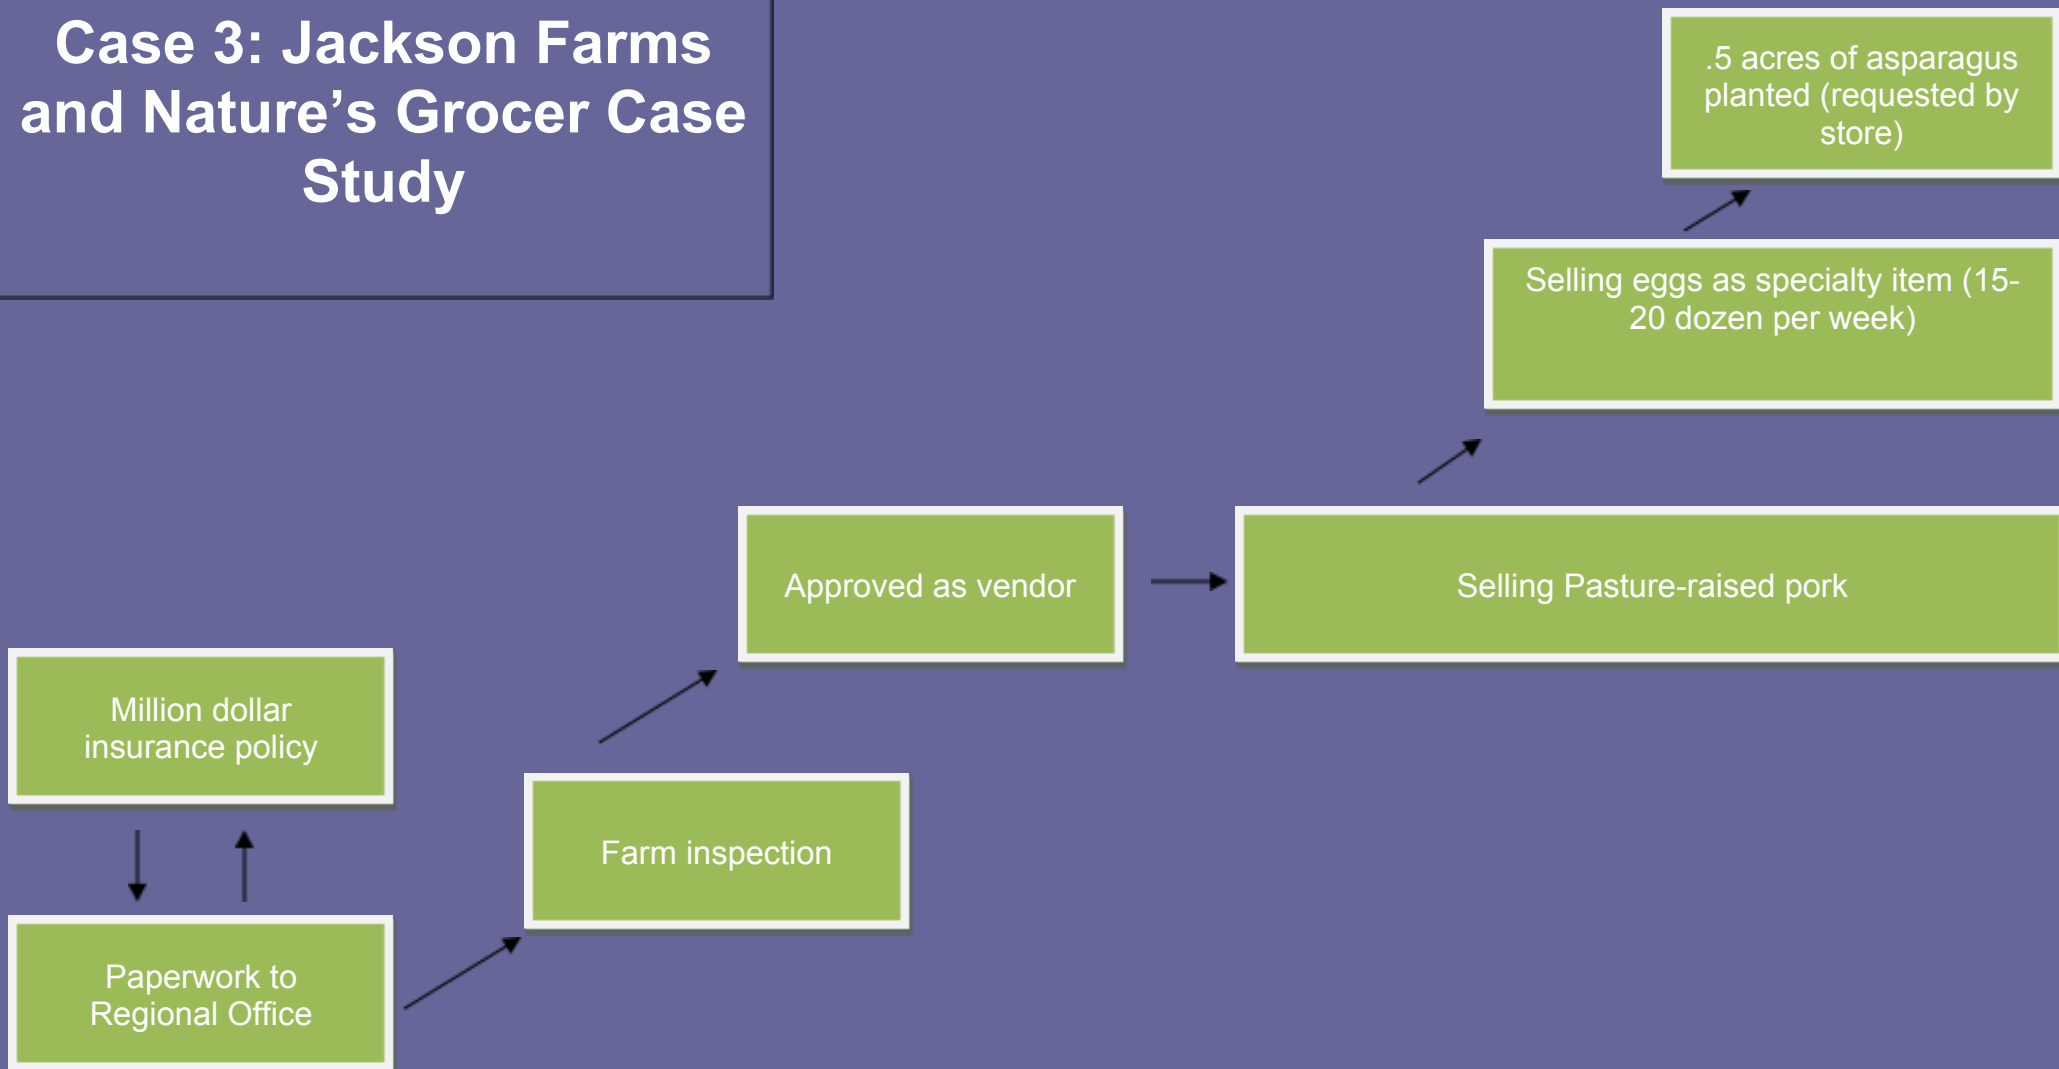 Case 3: Jackson Farms
and Nature’s Grocer Case
Study
.5 acres of asparagus
planted (requested by
store)
Selling eggs as specialty item (15-
20 dozen per week)
Approved as vendor
Selling Pasture-raised pork
Million dollar
insurance policy
Farm inspection
Paperwork to
Regional Office